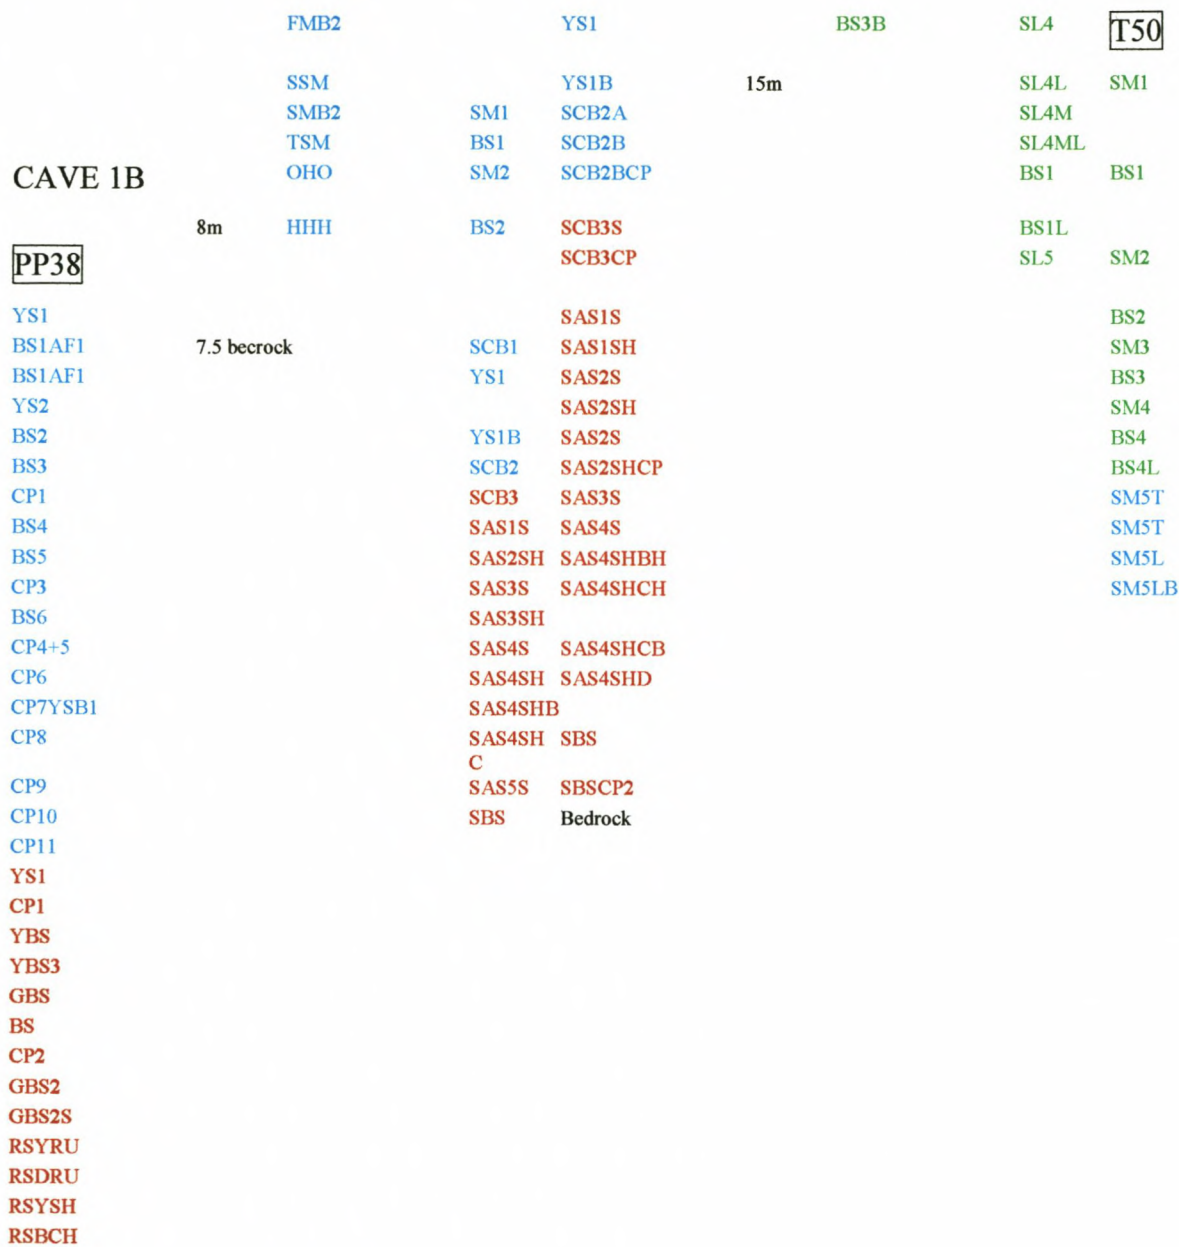 FMB2 YS1 BS3B SL4 T50
SSM YS1B 15m SL4L SM1
SMB2 SM1 SCB2A SL4M
TSM BS1 SCB2B SL4ML
CAVE 1B OHO SM2 SCB2BCP BS1 BS1
8m HHH BS2 SCB3S BS1L
PP38 SCB3CP SL5 SM2
YS1 SAS1S BS2
BS1AF1 7.5 becrock SCB1 SAS1SH SM3
BS1AF1 YS1 SAS2S BS3
YS2 SAS2SH SM4
BS2 YS1B SAS2S BS4
BS3 SCB2 SAS2SHCP BS4L
CP1 SCB3 SAS3S SM5T
BS4 SAS1S SAS4S SM5T
BS5 SAS2SH SAS4SHBH SM5L
CP3 SAS3S SAS4SHCH SM5LB
BS6 SAS3SH
CP4+5 SAS4S SAS4SHCB
CP6 SAS4SH SAS4SHD
CP7YSB1 SAS4SHB
CP8 SAS4SH SBS
C
CP9 SAS5S SBSCP2
CP10 SBS Bedrock
CP11
YS1
CP1
YBS
YBS3
GBS
BS
CP2
GBS2
GBS2S
RSYRU
RSDRU
RSYSH
RSBCH